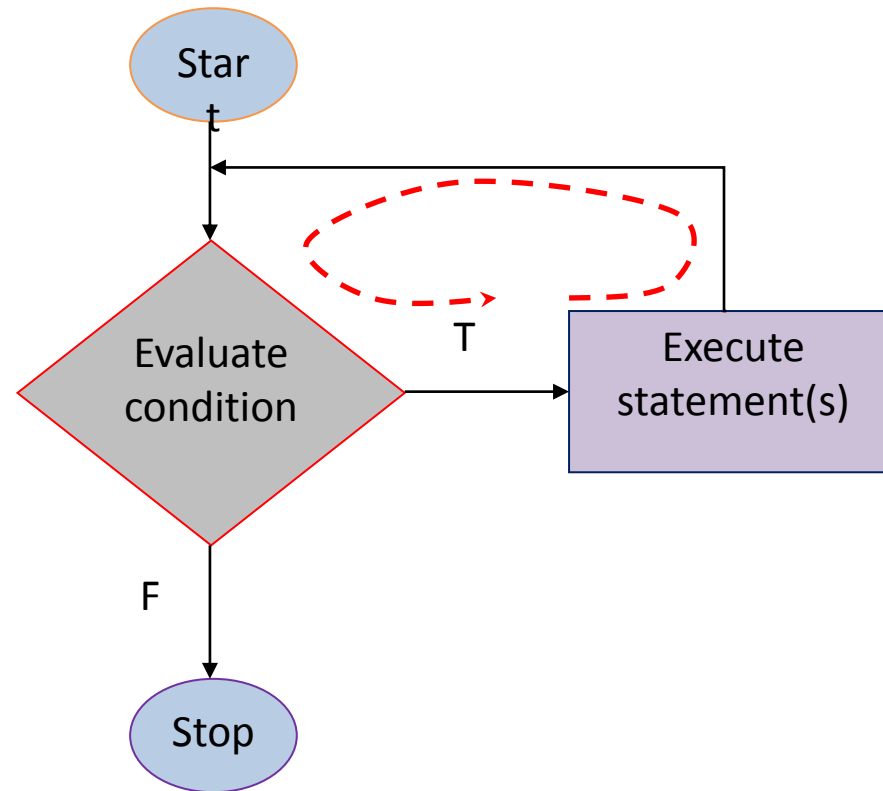 Star
t
T
Evaluate
condition
Execute
statement(s)
F
Stop